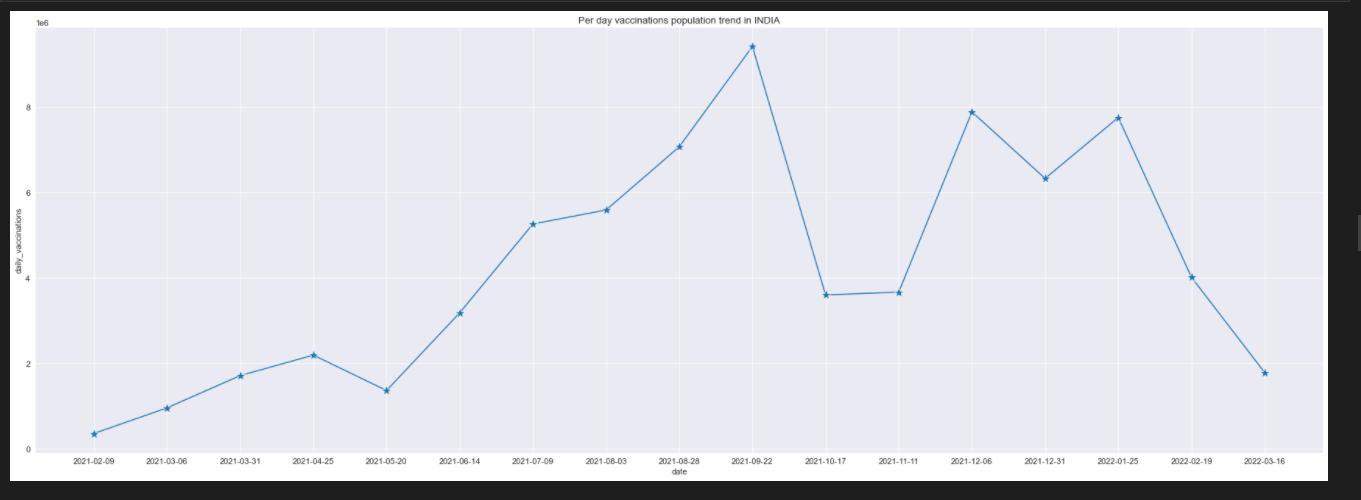 Per day vaccinations population trend in INDIA
1e6
8
6
4
2
0
daily_vaccinations
2021-02-09 2021-03-06 2021-03-31 2021-04-25 2021-05-20 2021-06-14 2021-07-09 2021-08-03 2021-08-28 2021-09-22 2021-10-17 2021-11-11 2021-12-06 2021-12-31 2022-01-25 2022-02-19 2022-03-16
date